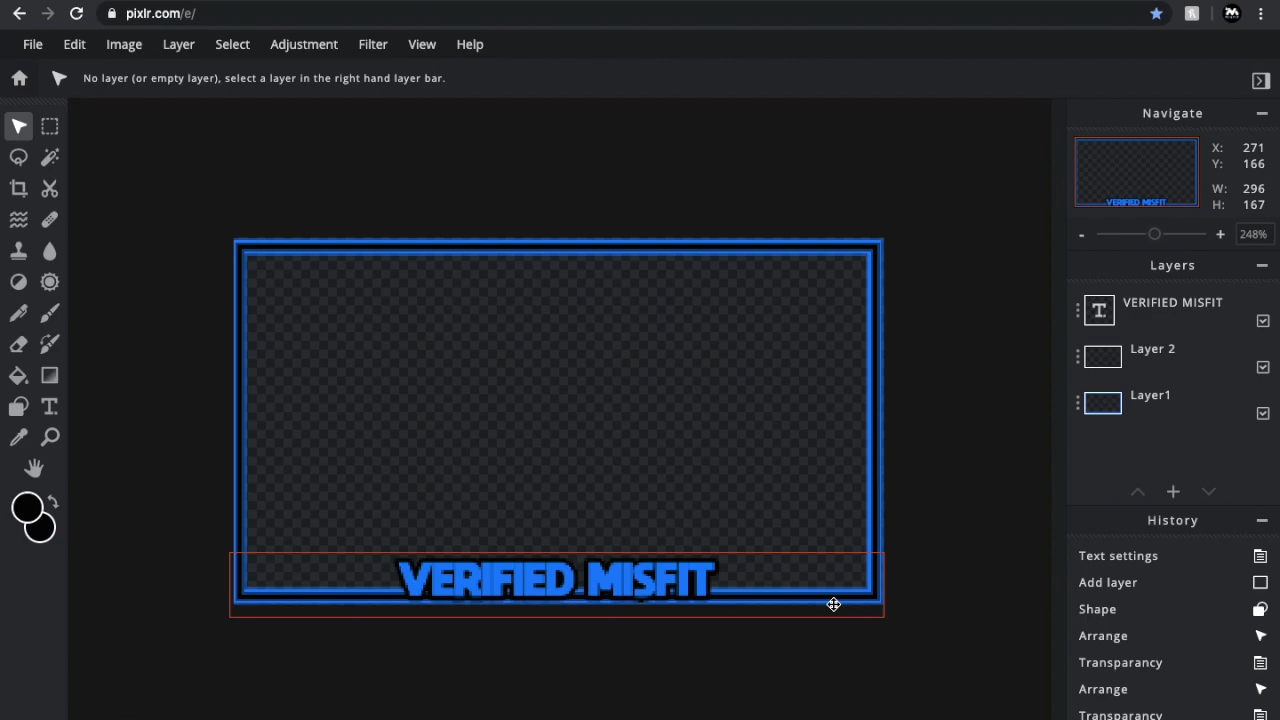 pixlr.com/e/
File Edit Image Layer Select Adjustment Filter View Help
No layer (or empty layer), select a layer in the right hand layer bar.
Navigate
X: 271
Y: 166
W: 296
H: 167
VERIFIED MISFIT
- + 248%
Layers
T VERIFIED MISFIT
Layer 2
Layer1
+
History
Text settings
Add layer
Shape
Arrange
Transparancy
Arrange
Transparancy
T
VERIFIED MISFIT